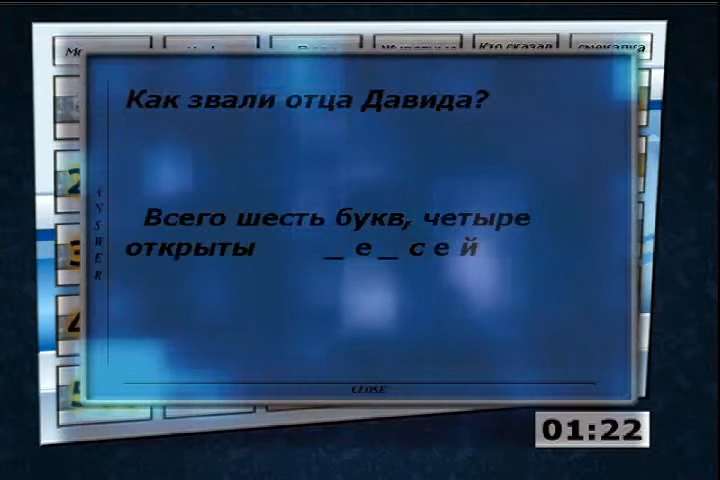 Кто сказал
смекалка
Как звали отца Давида?
Всего шесть букв, четыре
открыты _ е _ с е й
ANSWER
CLOSE
01:22